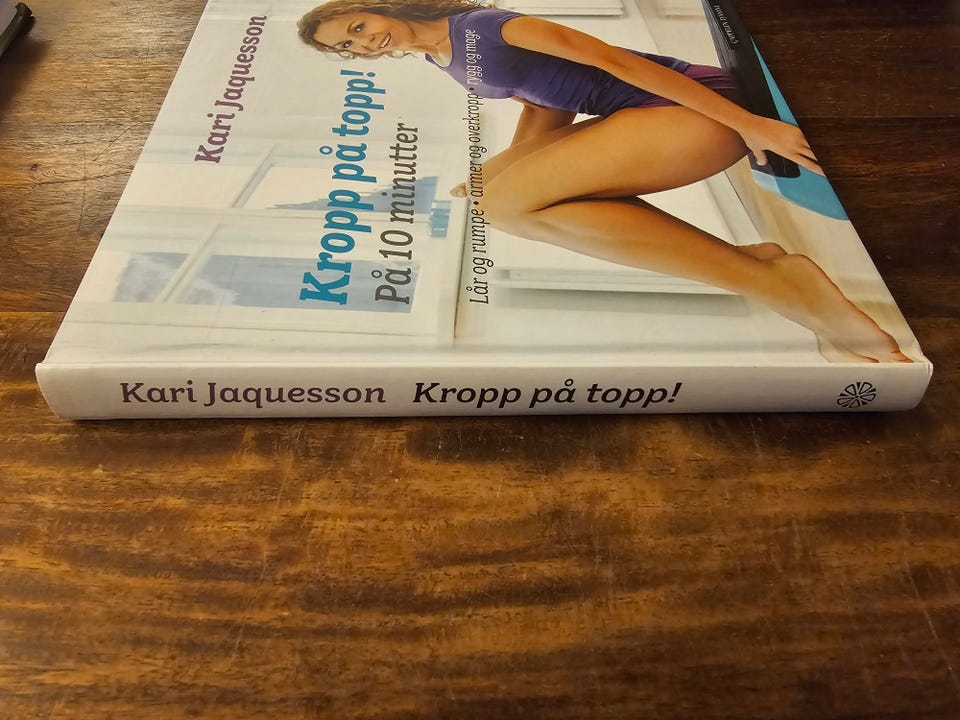 Kari Jaquesson
Kropp på topp!
På 10 minutter
Lår og rumpe • armer og overkropp • rygg og mage
Kari Jaquesson Kropp på topp!